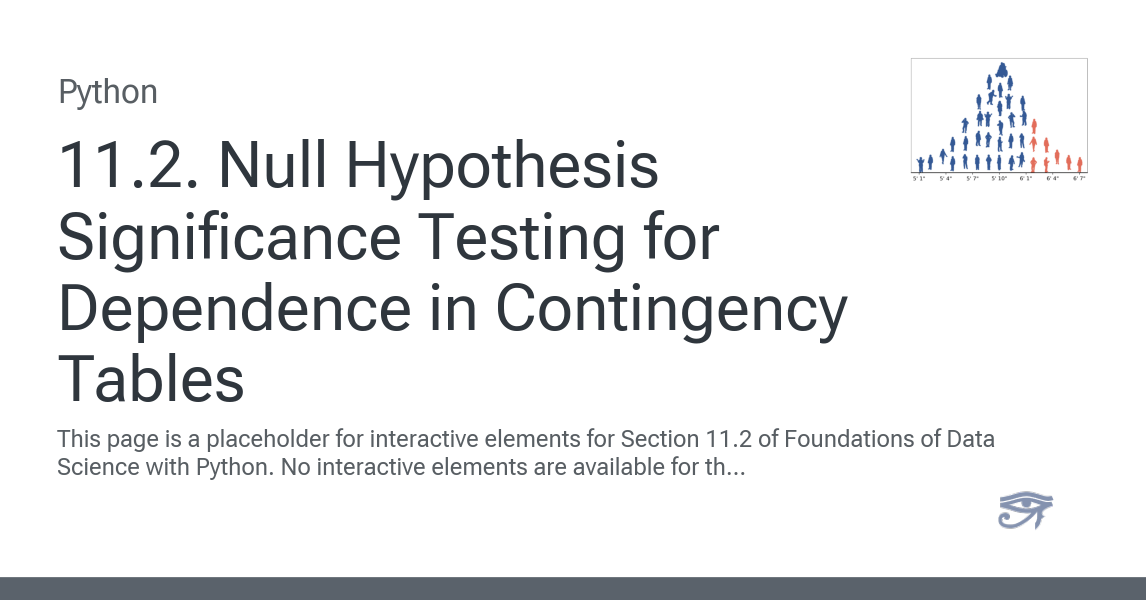 Python
11.2. Null Hypothesis
Significance Testing for
Dependence in Contingency
Tables
This page is a placeholder for interactive elements for Section 11.2 of Foundations of Data
Science with Python. No interactive elements are available for th...
5' 1" 5' 4" 5' 7" 5' 10" 6' 1" 6' 4" 6' 7"